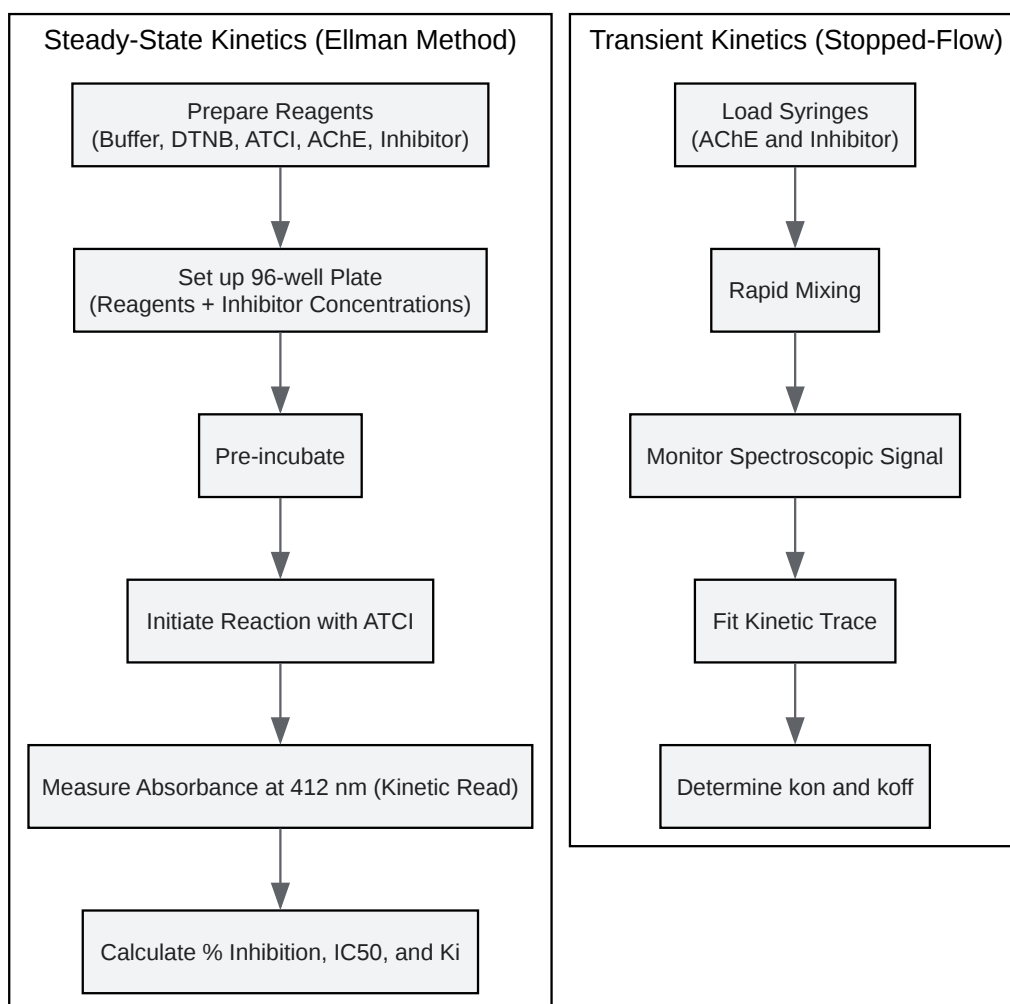 Steady-State Kinetics (Ellman Method)
Prepare Reagents
(Buffer, DTNB, ATCI, AChE, Inhibitor)
Set up 96-well Plate
(Reagents + Inhibitor Concentrations)
Pre-incubate
Initiate Reaction with ATCI
Measure Absorbance at 412 nm (Kinetic Read)
Calculate % Inhibition, IC50, and Ki
Transient Kinetics (Stopped-Flow)
Load Syringes
(AChE and Inhibitor)
Rapid Mixing
Monitor Spectroscopic Signal
Fit Kinetic Trace
Determine kon and koff